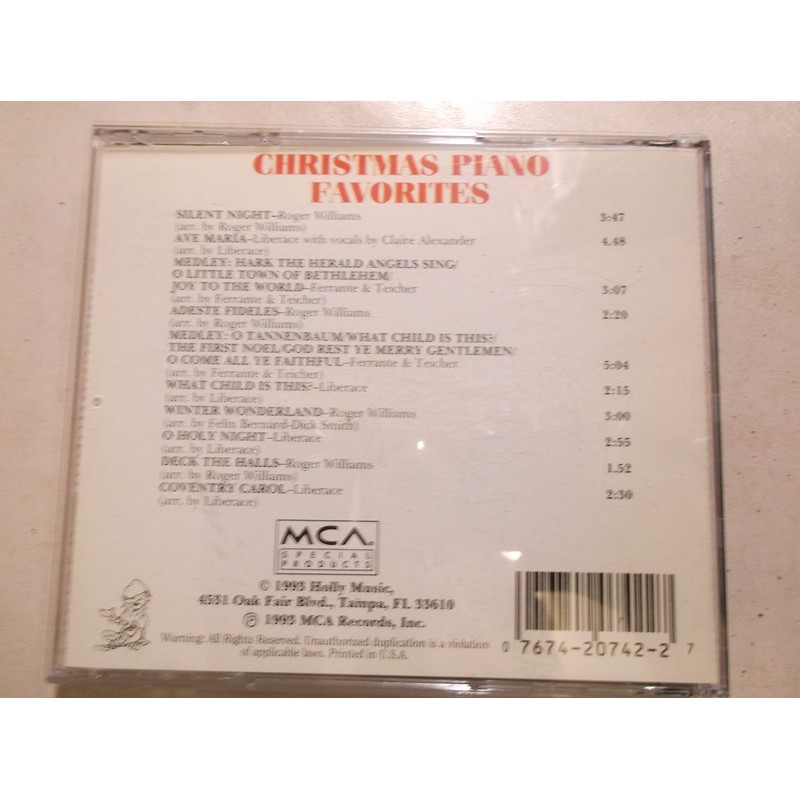 CHRISTMAS PIANO
FAVORITES
SILENT NIGHT–Roger Williams 3:47
(arr. by Roger Williams)
AVE MARIA–Liberace with vocals by Claire Alexander 4.48
(arr. by Liberace)
MEDLEY: HARK THE HERALD ANGELS SING/
O LITTLE TOWN OF BETHLEHEM/
JOY TO THE WORLD–Ferrante & Teicher 3:07
(arr. by Ferrante & Teicher)
ADESTE FIDELES–Roger Williams 2:20
(arr. by Roger Williams)
MEDLEY: O TANNENBAUM/WHAT CHILD IS THIS?/
THE FIRST NOEL/GOD REST YE MERRY GENTLEMEN/
O COME ALL YE FAITHFUL–Ferrante & Teicher 5:04
(arr. by Ferrante & Teicher)
WHAT CHILD IS THIS?–Liberace 2:15
(arr. by Liberace)
WINTER WONDERLAND–Roger Williams 3:00
(arr. by Felix Bernard-Dick Smith)
O HOLY NIGHT–Liberace 2:55
(arr. by Liberace)
DECK THE HALLS–Roger Williams 1.52
(arr. by Roger Williams)
COVENTRY CAROL–Liberace 2:30
(arr. by Liberace)
MCA
SPECIAL
PRODUCTS
© 1993 Holly Music,
4531 Oak Fair Blvd., Tampa, FL 33610
℗ 1993 MCA Records, Inc.
Warning: All Rights Reserved. Unauthorized duplication is a violation
of applicable laws. Printed in U.S.A.
0 7674-20742-2 7